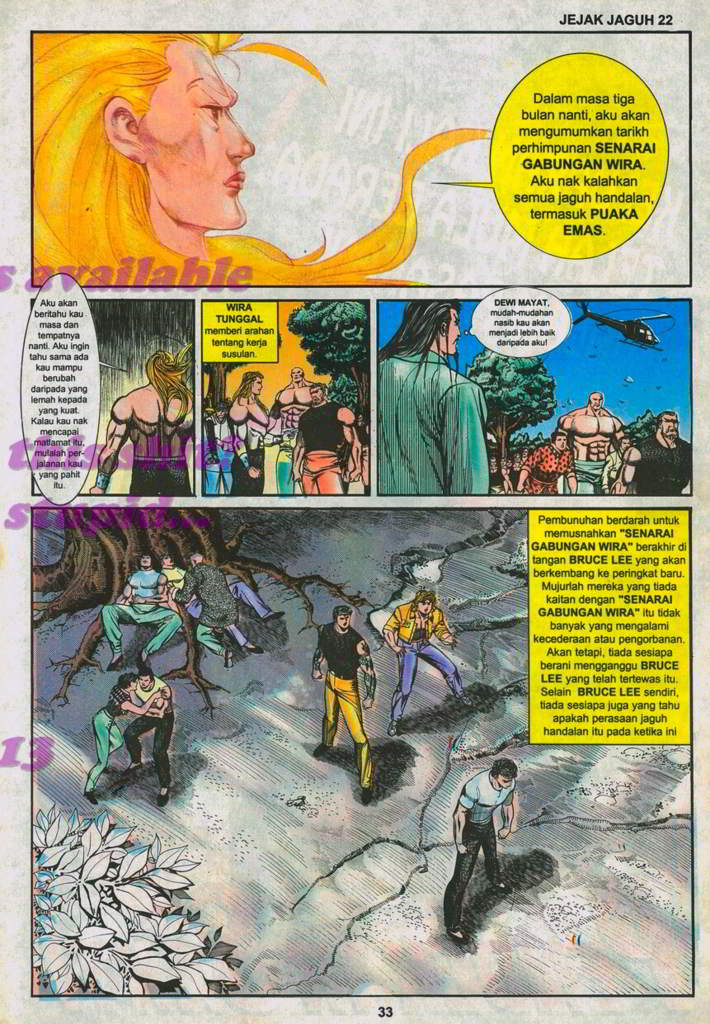 JEJAK JAGUH 22
Dalam masa tiga
bulan nanti, aku akan
mengumumkan tarikh
perhimpunan SENARAI
GABUNGAN WIRA.
Aku nak kalahkan
semua jaguh handalan,
termasuk PUAKA
EMAS.
s available
Aku akan
beritahu kau
masa dan
tempatnya
nanti. Aku ingin
tahu sama ada
kau mampu
berubah
daripada yang
lemah kepada
yang kuat.
Kalau kau nak
mencapai
matlamat itu,
mulalah per-
jalanan kau
yang pahit
itu.
WIRA
TUNGGAL
memberi arahan
tentang kerja
susulan.
DEWI MAYAT,
mudah-mudahan
nasib kau akan
menjadi lebih baik
daripada aku!
stupid...
Pembunuhan berdarah untuk
memusnahkan "SENARAI
GABUNGAN WIRA" berakhir di
tangan BRUCE LEE yang akan
berkembang ke peringkat baru.
Mujurlah mereka yang tiada
kaitan dengan "SENARAI
GABUNGAN WIRA" itu tidak
banyak yang mengalami
kecederaan atau pengorbanan.
Akan tetapi, tiada sesiapa
berani mengganggu BRUCE
LEE yang telah tertewas itu.
Selain BRUCE LEE sendiri,
tiada sesiapa juga yang tahu
apakah perasaan jaguh
handalan itu pada ketika ini
13
33